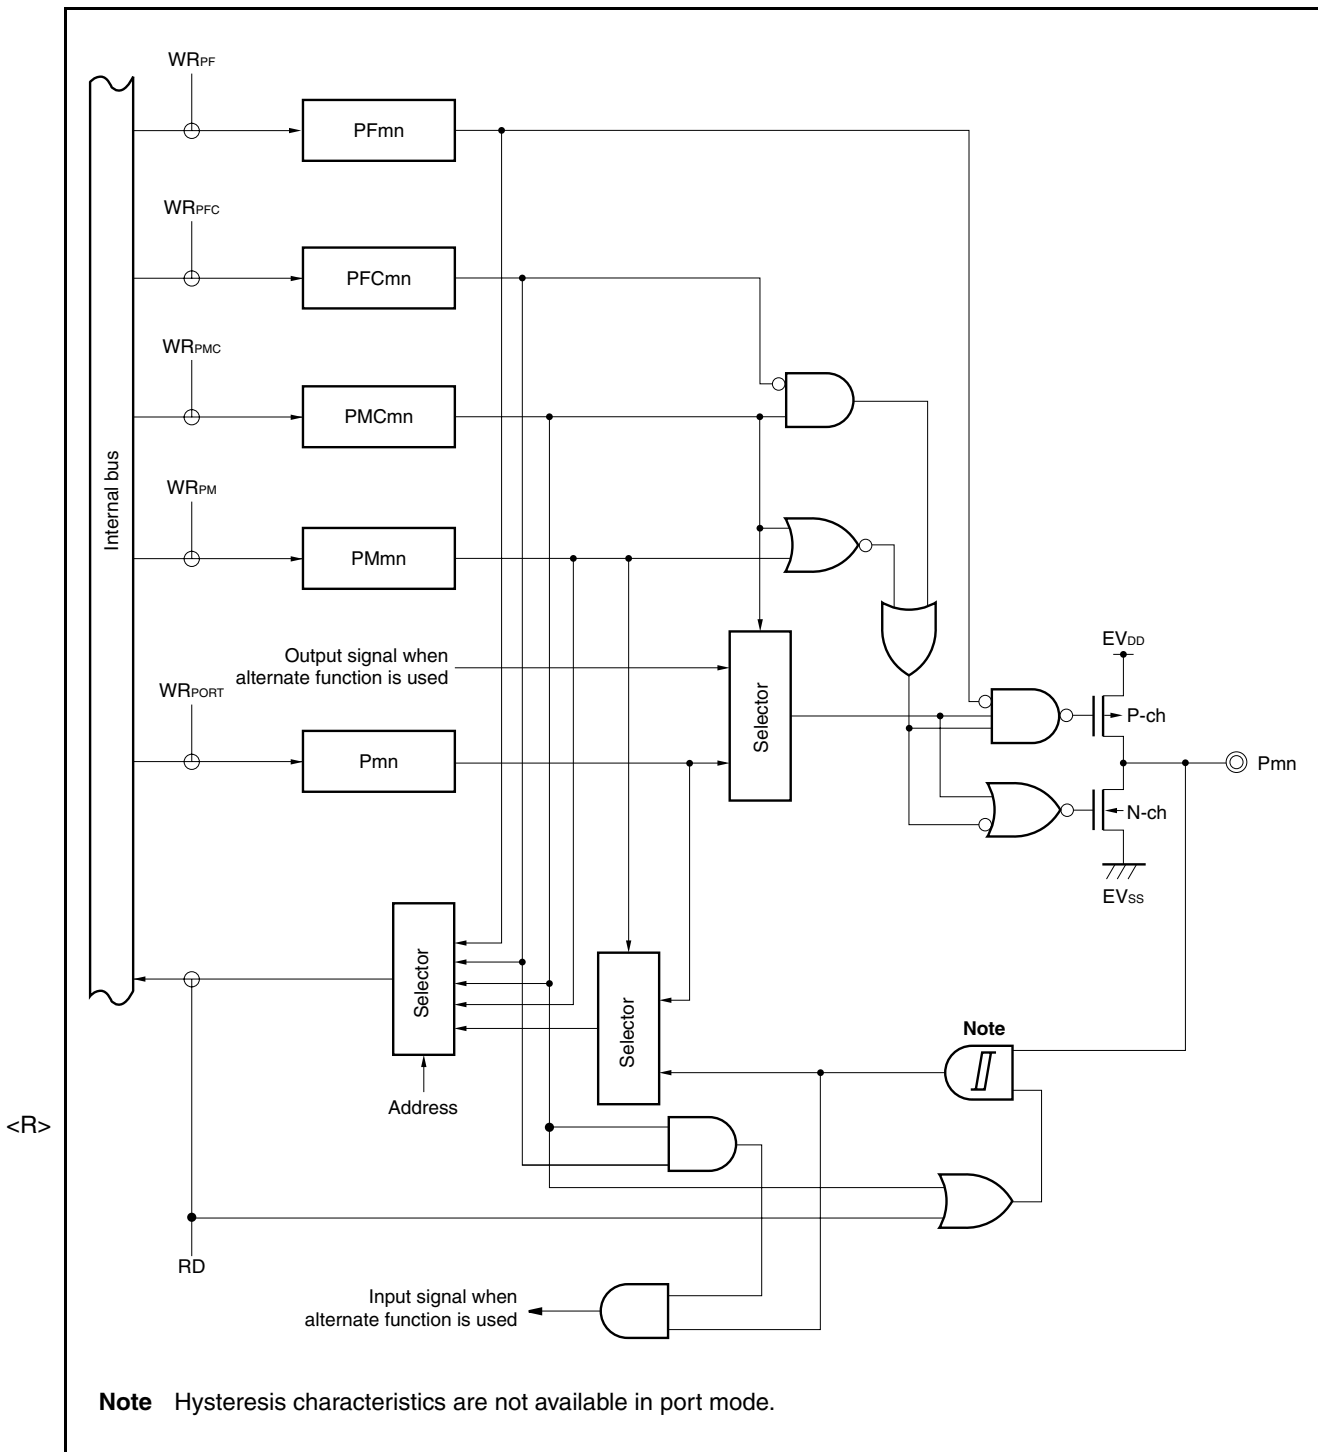 WRPF
PFmn
WRPFC
PFCmn
WRPMC
PMCmn
Internal bus
WRPM
PMmn
Output signal when
alternate function is used
WRPORT
Pmn
Selector
EVDD
P-ch
Pmn
N-ch
EVSS
Selector
Selector
Note
Address
<R>
RD
Input signal when
alternate function is used
Note Hysteresis characteristics are not available in port mode.